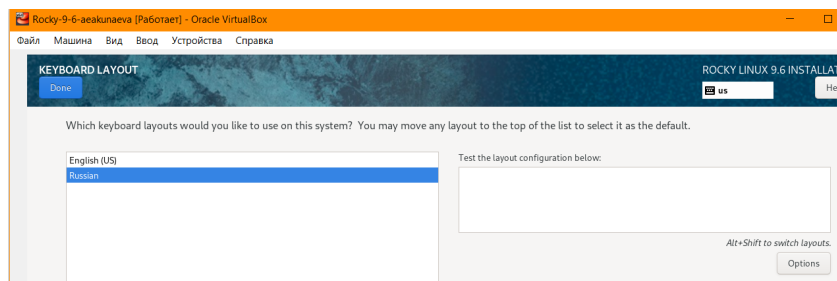 Rocky-9-6-aeakunaeva [Работает] - Oracle VirtualBox
Файл Машина Вид Ввод Устройства Справка
KEYBOARD LAYOUT
ROCKY LINUX 9.6 INSTALLAT
Done
us
He
Which keyboard layouts would you like to use on this system? You may move any layout to the top of the list to select it as the default.
English (US)
Russian
Test the layout configuration below:
Alt+Shift to switch layouts.
Options